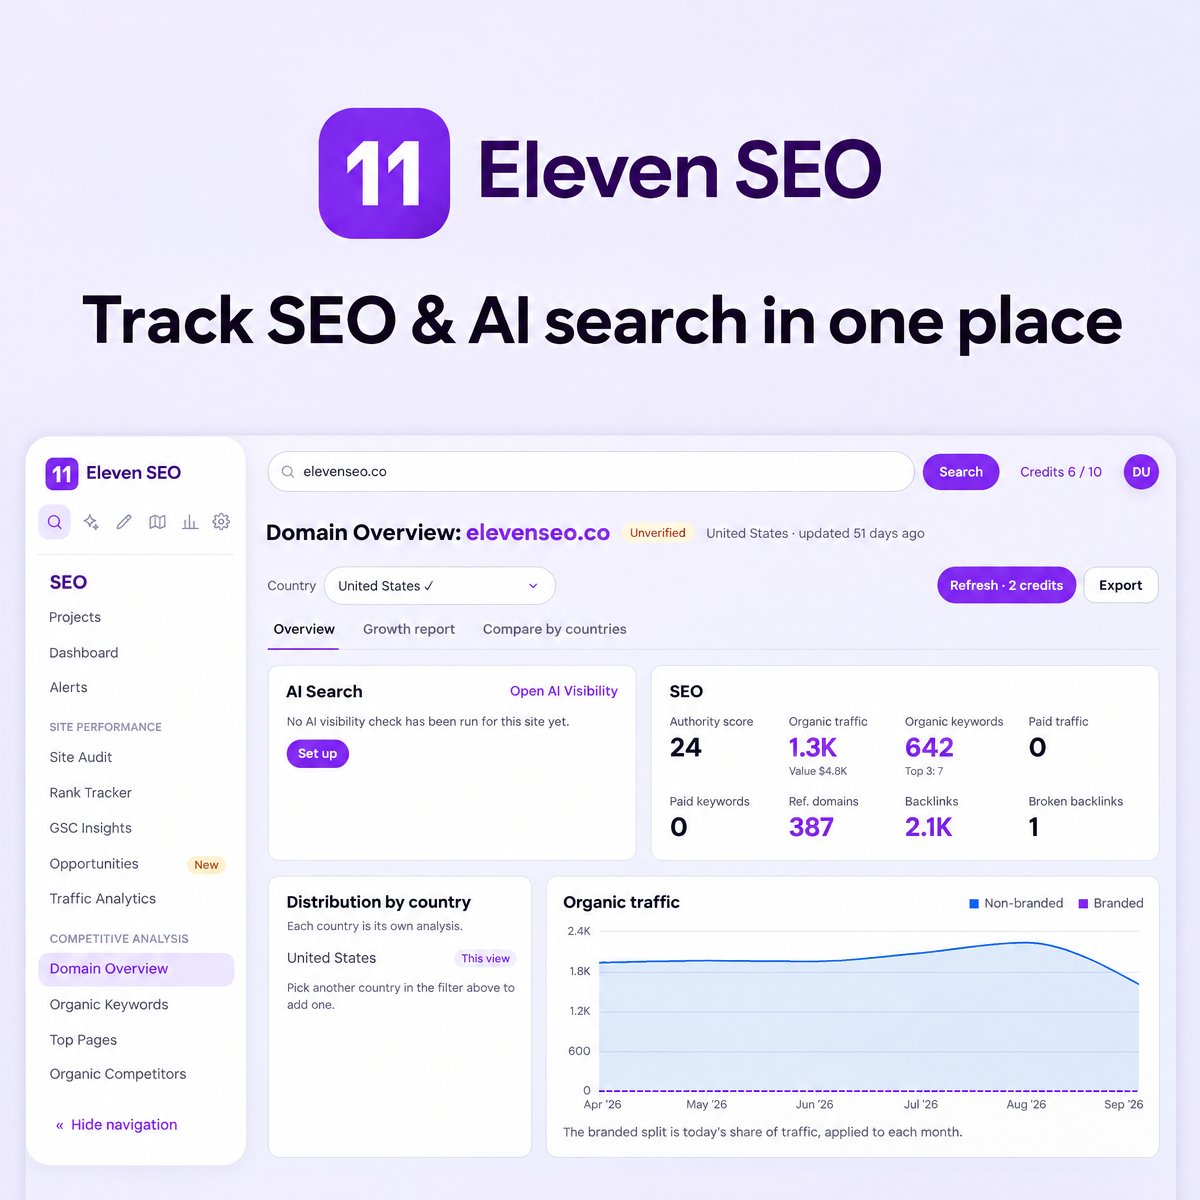 11 Eleven SEO
Track SEO & AI search in one place
11 Eleven SEO
SEO
Projects
Dashboard
Alerts
SITE PERFORMANCE
Site Audit
Rank Tracker
GSC Insights
Opportunities New
Traffic Analytics
COMPETITIVE ANALYSIS
Domain Overview
Organic Keywords
Top Pages
Organic Competitors
« Hide navigation
elevenseo.co Search Credits 6 / 10 DU
Domain Overview: elevenseo.co Unverified United States · updated 51 days ago
Country United States ✓ Refresh · 2 credits Export
Overview Growth report Compare by countries
AI Search Open AI Visibility
No AI visibility check has been run for this site yet.
Set up
SEO
Authority score Organic traffic Organic keywords Paid traffic
24 1.3K 642 0
Value $4.8K Top 3: 7
Paid keywords Ref. domains Backlinks Broken backlinks
0 387 2.1K 1
Distribution by country
Each country is its own analysis.
United States This view
Pick another country in the filter above to
add one.
Organic traffic Non-branded Branded
2.4K
1.8K
1.2K
600
0
Apr '26 May '26 Jun '26 Jul '26 Aug '26 Sep '26
The branded split is today's share of traffic, applied to each month.